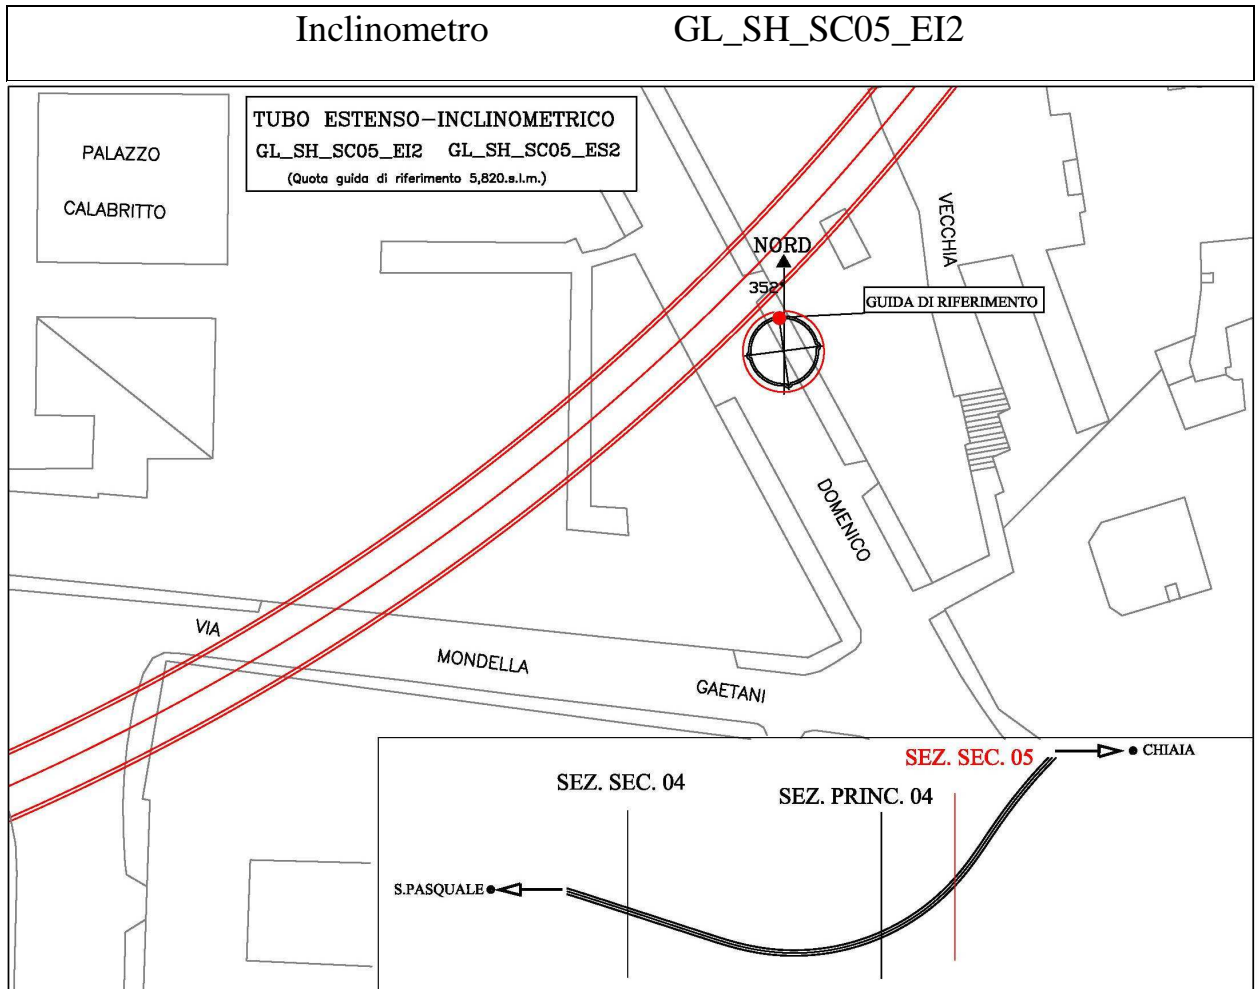 Inclinometro GL_SH_SC05_EI2
TUBO ESTENSO-INCLINOMETRICO
GL_SH_SC05_EI2 GL_SH_SC05_ES2
(Quota guida di riferimento 5,820.s.l.m.)
PALAZZO
CALABRITTO
VECCHIA
NORD
352°
GUIDA DI RIFERIMENTO
DOMENICO
VIA
MONDELLA
GAETANI
SEZ. SEC. 05
CHIAIA
SEZ. SEC. 04
SEZ. PRINC. 04
S.PASQUALE